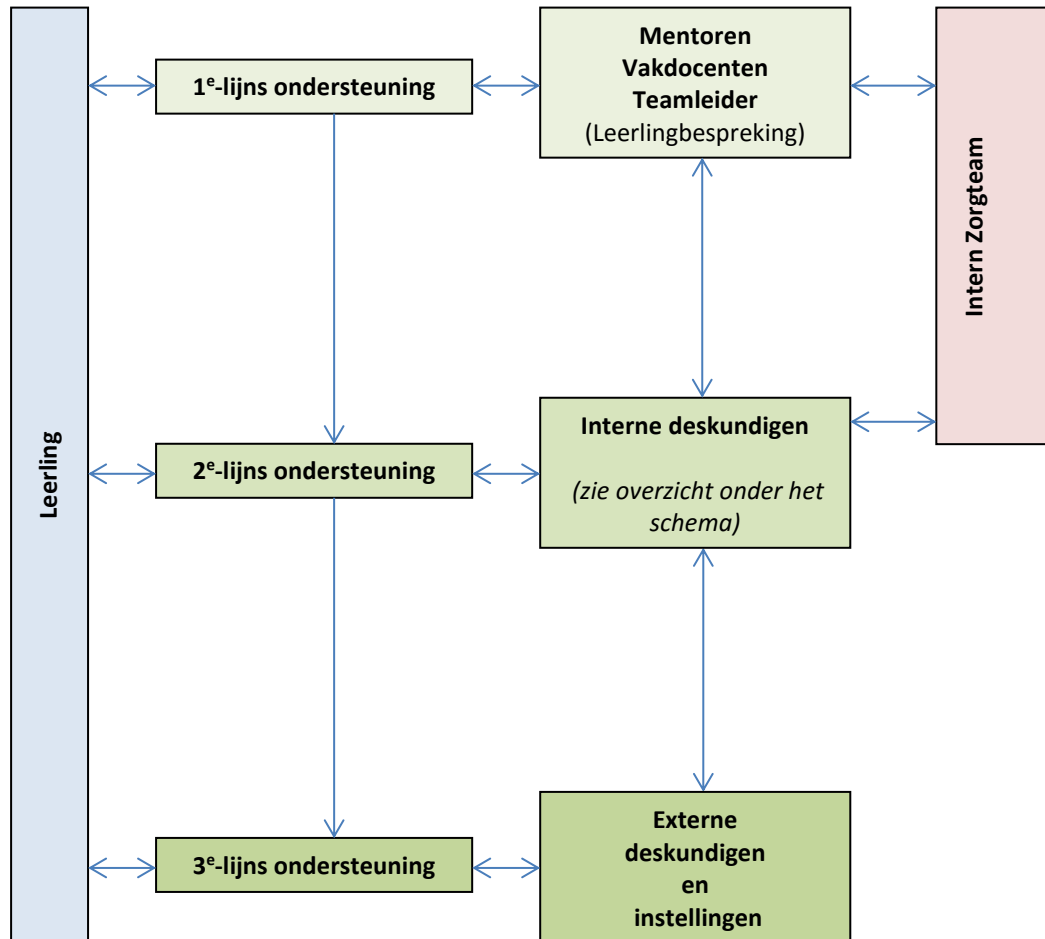 Leerling
1e-lijns ondersteuning
Mentoren
Vakdocenten
Teamleider
(Leerlingbespreking)
Intern Zorgteam
2e-lijns ondersteuning
Interne deskundigen
(zie overzicht onder het
schema)
3e-lijns ondersteuning
Externe
deskundigen
en
instellingen